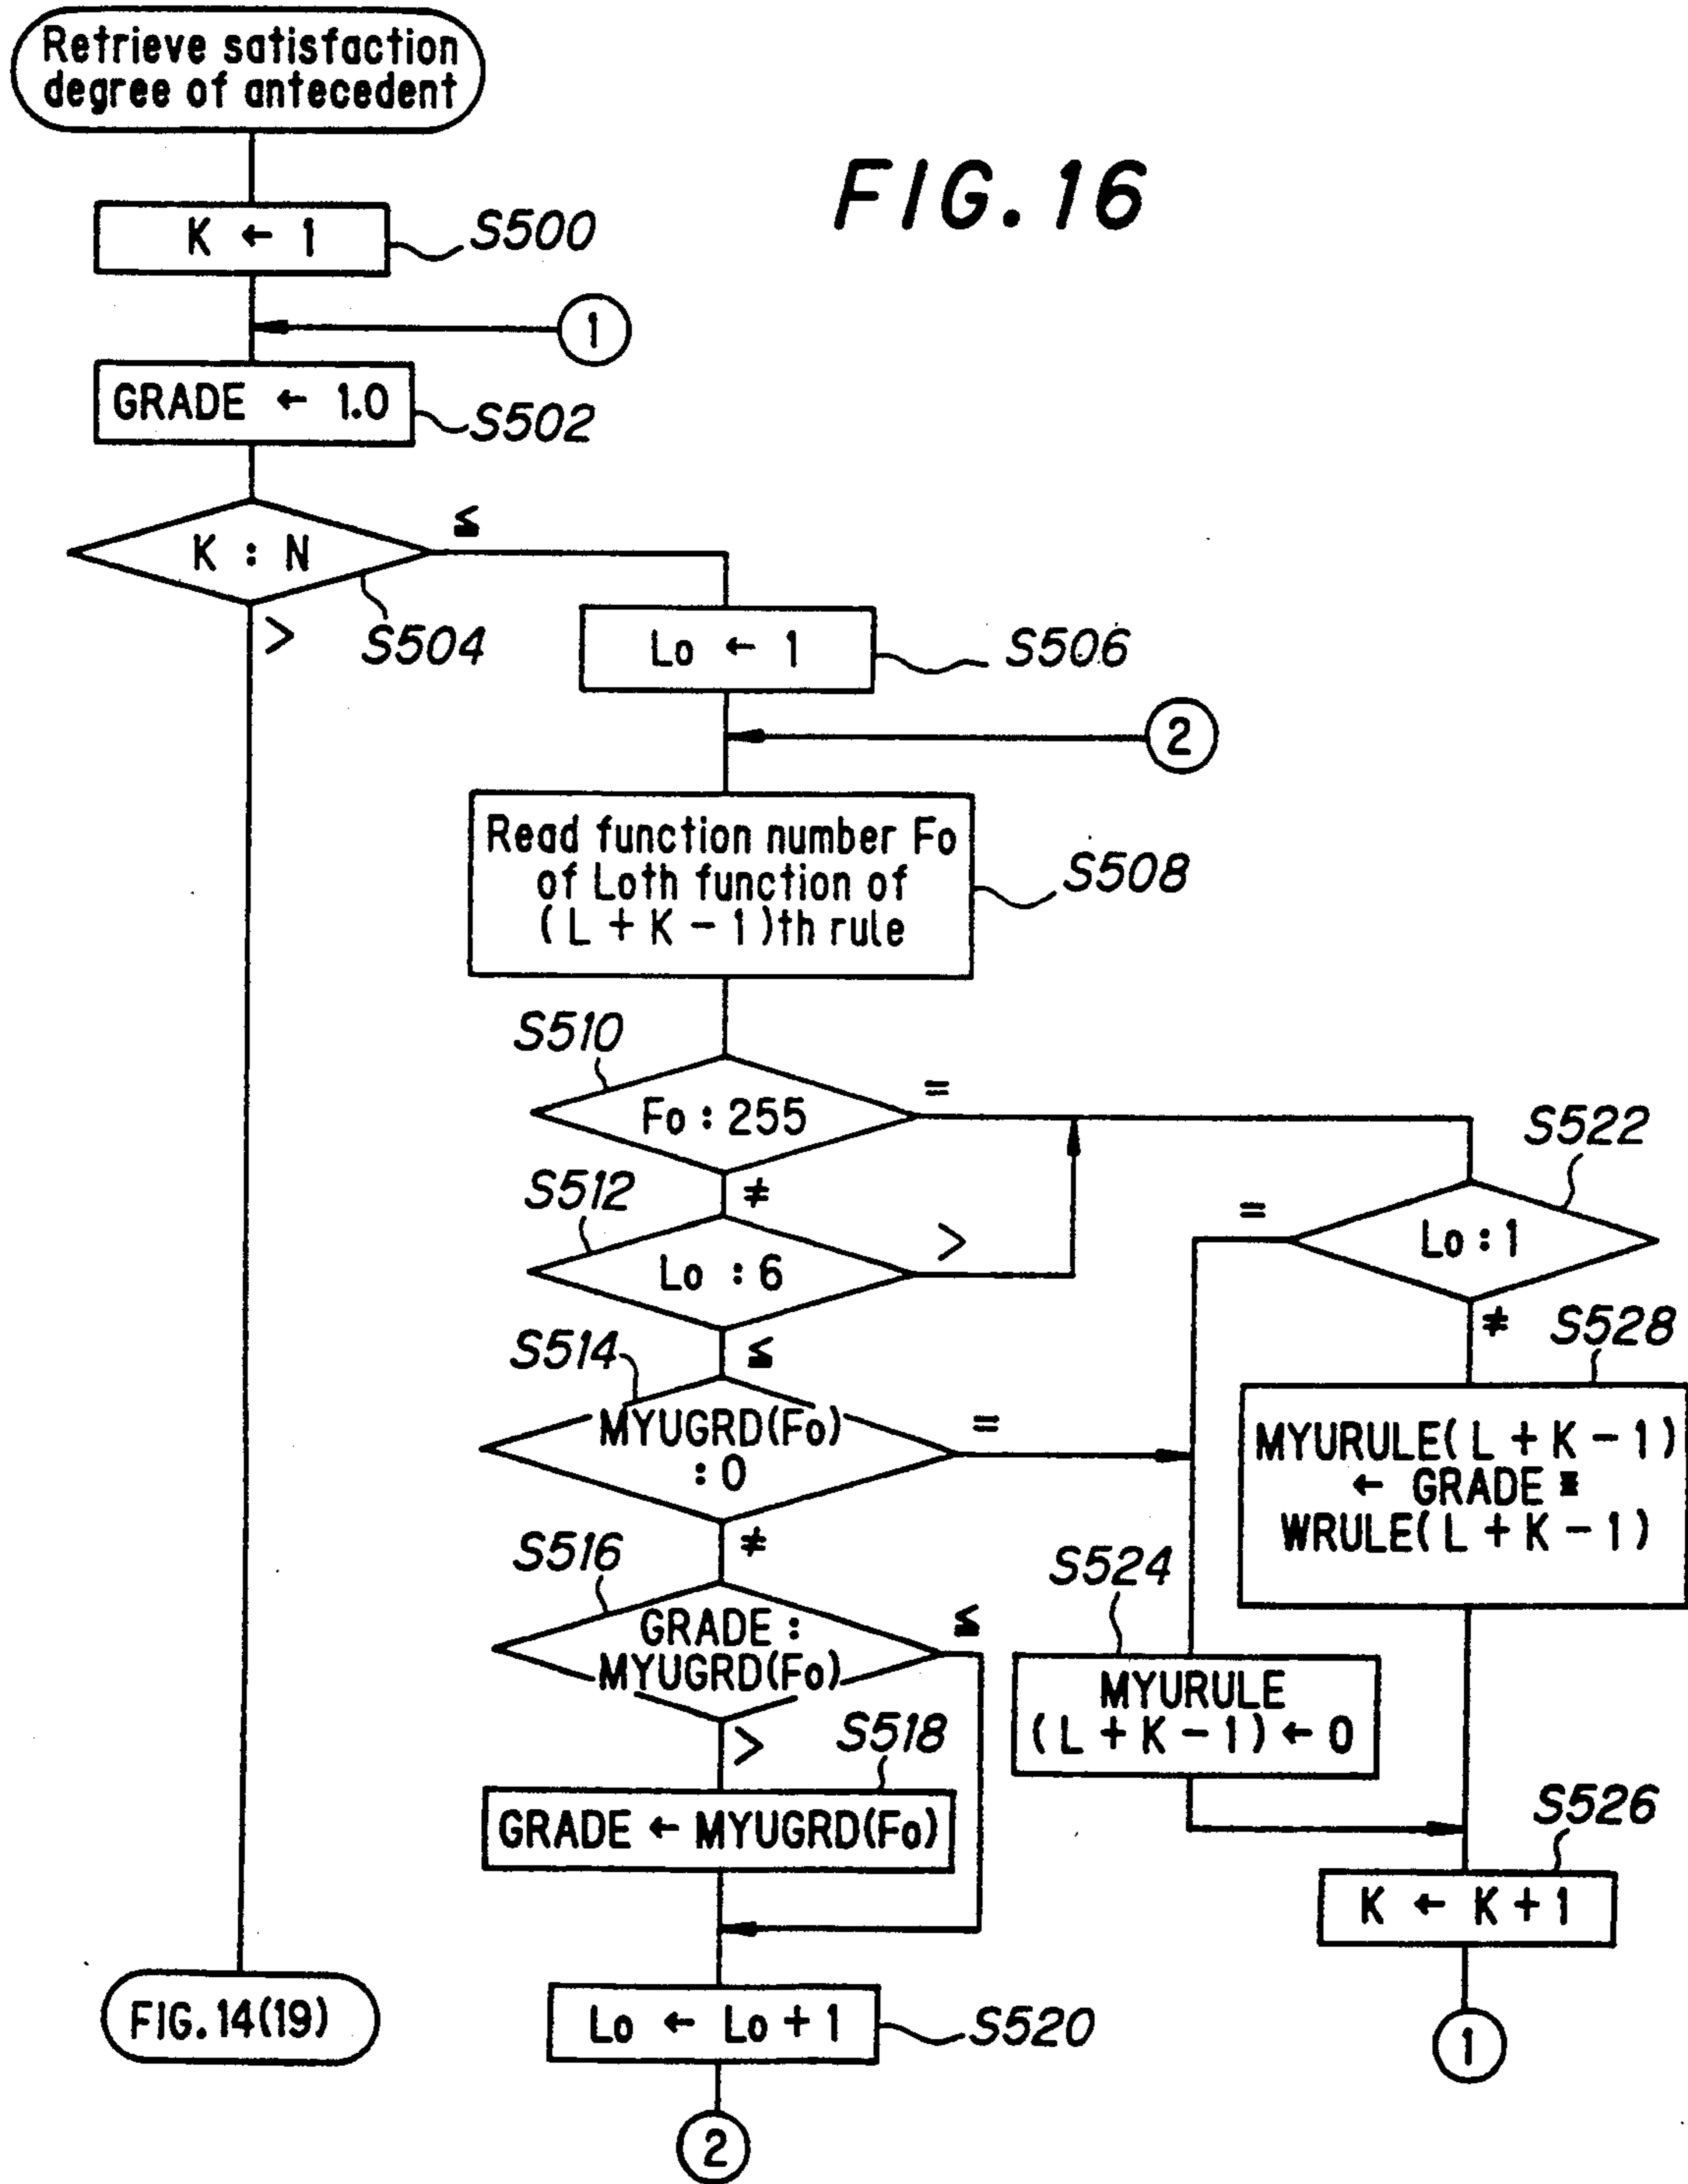 Retrieve satisfaction
degree of antecedent
FIG.16
K ← 1
S500
1
GRADE ← 1.0
S502
K : N
≦
>
S504
Lo ← 1
S506
2
Read function number Fo
of Loth function of
(L + K - 1)th rule
S508
S510
Fo : 255
=
≠
S512
Lo : 6
>
≦
S522
Lo : 1
=
≠
S514
MYUGRD(Fo)
: 0
=
≠
S528
MYURULE(L + K - 1)
← GRADE *
WRULE(L + K - 1)
S516
GRADE :
MYUGRD(Fo)
≦
>
S524
MYURULE
(L + K - 1) ← 0
S518
GRADE ← MYUGRD(Fo)
S526
K ← K + 1
1
FIG.14(19)
Lo ← Lo + 1
S520
2